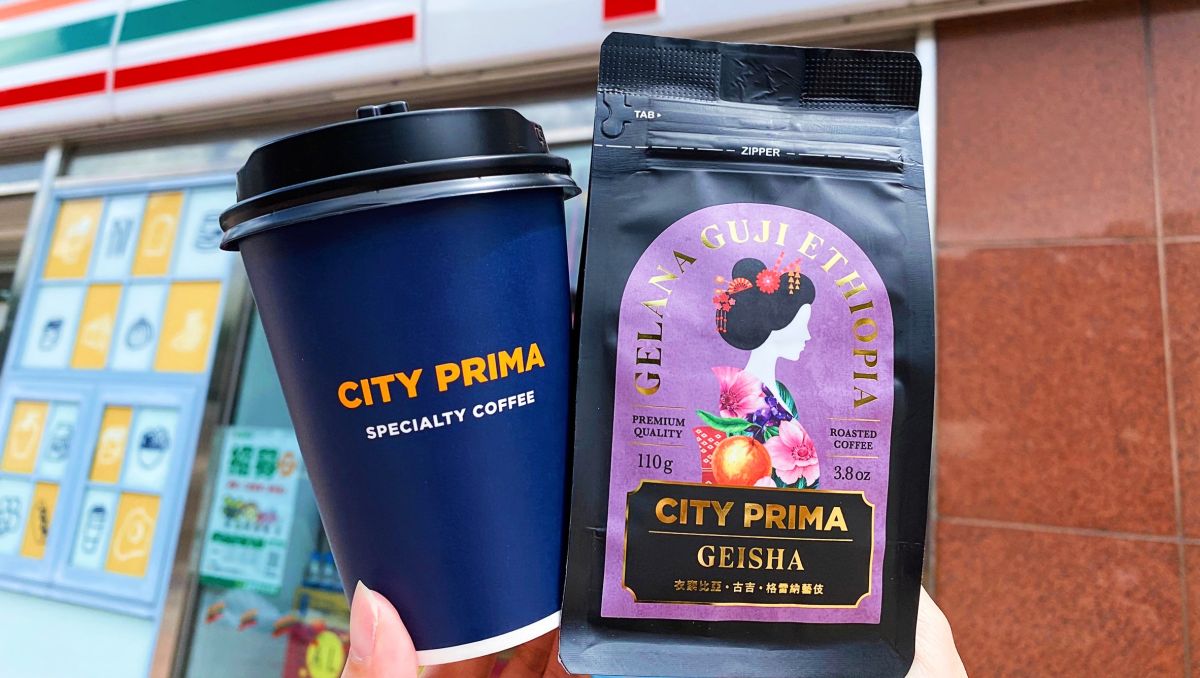 CITY PRIMA
SPECIALTY COFFEE
TAB
ZIPPER
GELANA GUJI ETHIOPIA
PREMIUM
QUALITY
110g
ROASTED
COFFEE
3.8oz
CITY PRIMA
GEISHA
衣索比亞・古吉・格雷納藝伎